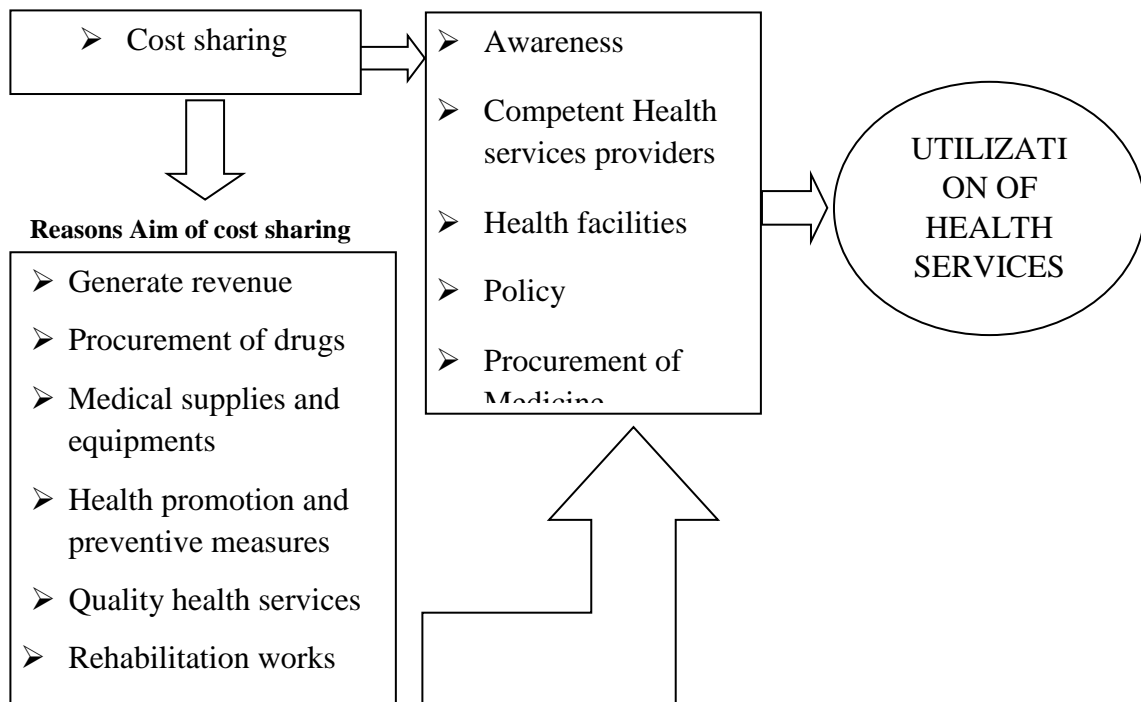 ➢ Cost sharing
Reasons Aim of cost sharing
➢ Generate revenue
➢ Procurement of drugs
➢ Medical supplies and
equipments
➢ Health promotion and
preventive measures
➢ Quality health services
➢ Rehabilitation works
➢ Awareness
➢ Competent Health
services providers
➢ Health facilities
➢ Policy
➢ Procurement of
Medicine
UTILIZATI
ON OF
HEALTH
SERVICES